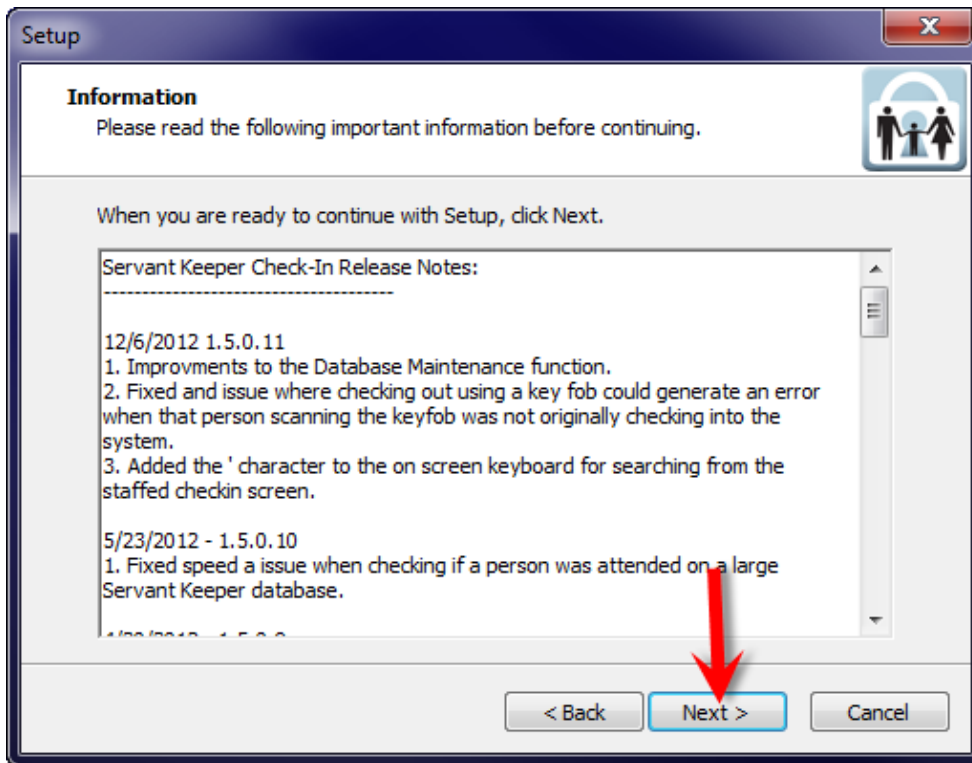 Setup
Information
Please read the following important information before continuing.
When you are ready to continue with Setup, click Next.
Servant Keeper Check-In Release Notes:
--------------------------------------
12/6/2012 1.5.0.11
1. Improvments to the Database Maintenance function.
2. Fixed and issue where checking out using a key fob could generate an error
when that person scanning the keyfob was not originally checking into the
system.
3. Added the ' character to the on screen keyboard for searching from the
staffed checkin screen.
5/23/2012 - 1.5.0.10
1. Fixed speed a issue when checking if a person was attended on a large
Servant Keeper database.
< Back
Next >
Cancel